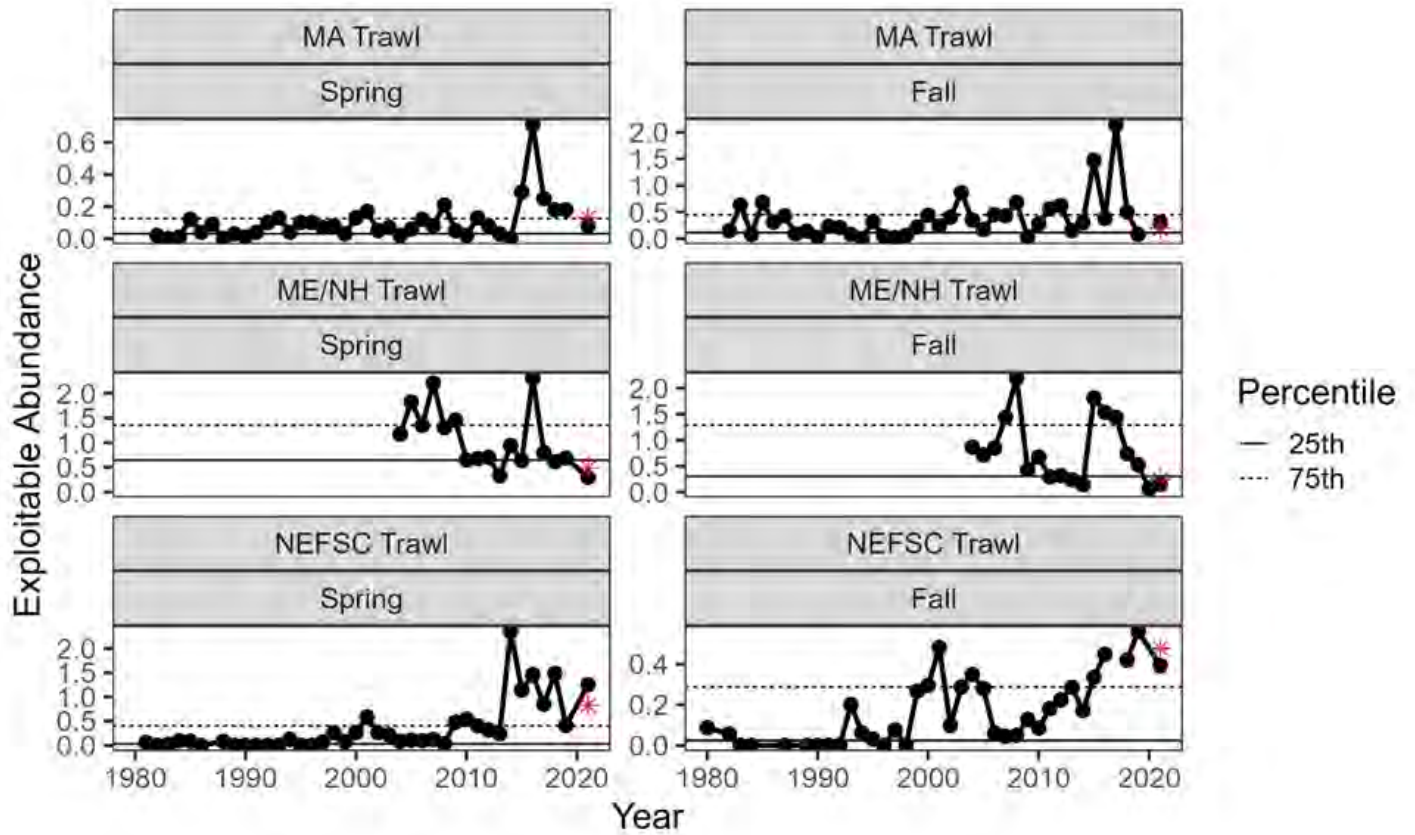 MA Trawl
MA Trawl
Spring
Fall
0.6
0.4
0.2
0.0
2.0
1.5
1.0
0.5
0.0
ME/NH Trawl
ME/NH Trawl
Spring
Fall
2.0
1.5
1.0
0.5
0.0
2.0
1.5
1.0
0.5
0.0
NEFSC Trawl
NEFSC Trawl
Spring
Fall
2.0
1.5
1.0
0.5
0.0
0.4
0.2
0.0
1980 1990 2000 2010 2020
1980 1990 2000 2010 2020
Year
Exploitable Abundance
Percentile
25th
75th